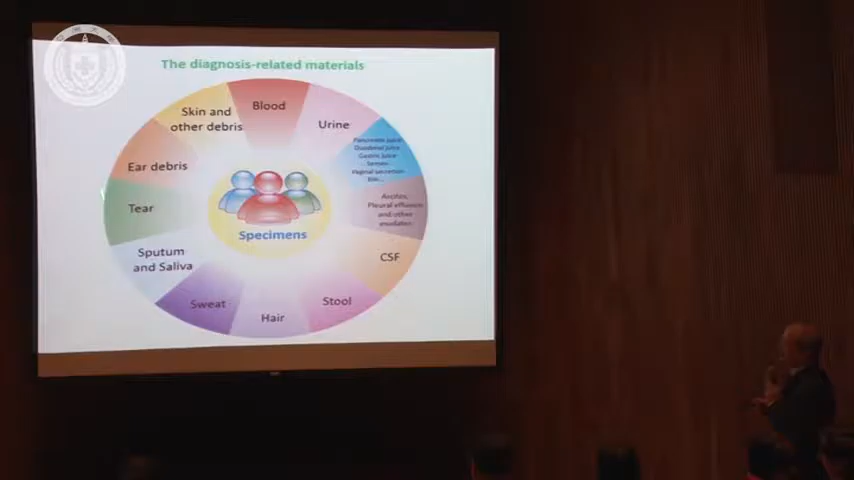 The diagnosis-related materials
Blood
Urine
Pancreatic juice
Duodenal juice
Gastric juice
Semen
Vaginal secretion
Ascites,
Pleural effusion
and other
exudates
CSF
Stool
Hair
Sweat
Sputum
and Saliva
Tear
Ear debris
Skin and
other debris
Specimens